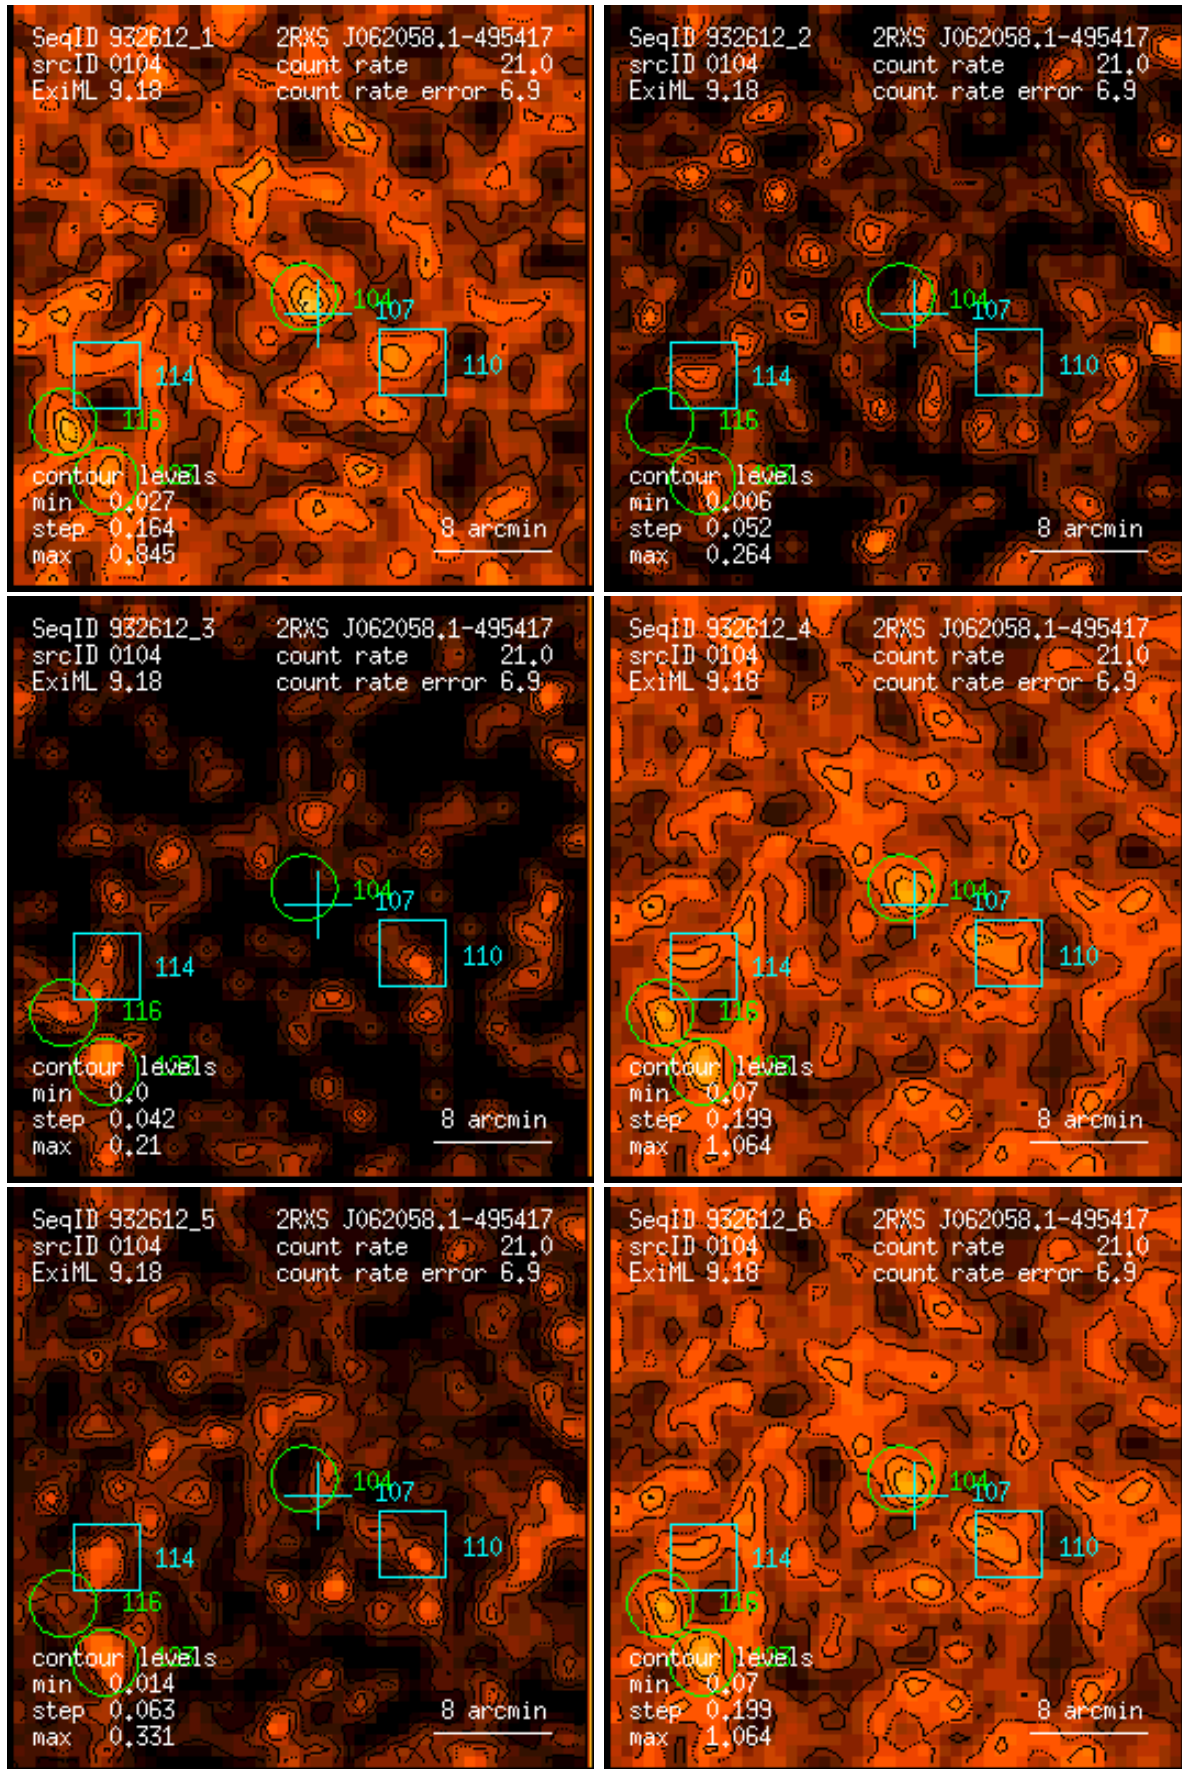 SeqID 932612_1 2RXS J062058.1-495417
srcID 0104 count rate 21.0
ExiML 9.18 count rate error 6.9
104
107
110
114
116
contour levels
min 0.027
step 0.164 8 arcmin
max 0.845
SeqID 932612_2 2RXS J062058.1-495417
srcID 0104 count rate 21.0
ExiML 9.18 count rate error 6.9
104
107
110
114
116
contour levels
min 0.006
step 0.052 8 arcmin
max 0.264
SeqID 932612_3 2RXS J062058.1-495417
srcID 0104 count rate 21.0
ExiML 9.18 count rate error 6.9
104
107
110
114
116
contour levels
min 0.0
step 0.042 8 arcmin
max 0.21
SeqID 932612_4 2RXS J062058.1-495417
srcID 0104 count rate 21.0
ExiML 9.18 count rate error 6.9
104
107
110
114
116
contour levels
min 0.07
step 0.199 8 arcmin
max 1.064
SeqID 932612_5 2RXS J062058.1-495417
srcID 0104 count rate 21.0
ExiML 9.18 count rate error 6.9
104
107
110
114
116
contour levels
min 0.014
step 0.063 8 arcmin
max 0.331
SeqID 932612_6 2RXS J062058.1-495417
srcID 0104 count rate 21.0
ExiML 9.18 count rate error 6.9
104
107
110
114
116
contour levels
min 0.07
step 0.199 8 arcmin
max 1.064